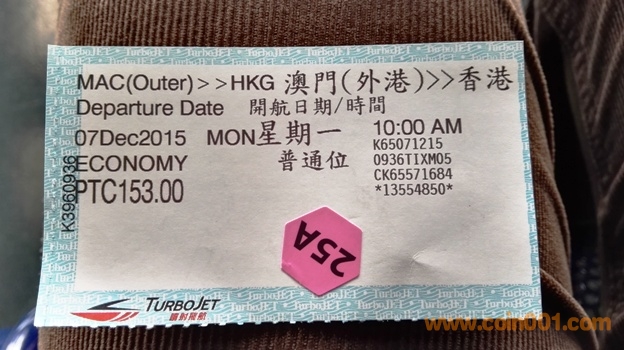 MAC(Outer)>>HKG 澳門(外港)>>香港
Departure Date 開航日期/時間
07Dec2015 MON星期一 10:00 AM
K65071215
ECONOMY 普通位 0936TIXM05
CK65571684
PTC153.00 *13554850*
K3960936
25A
TURBOJET
噴射飛航
www.coin001.com